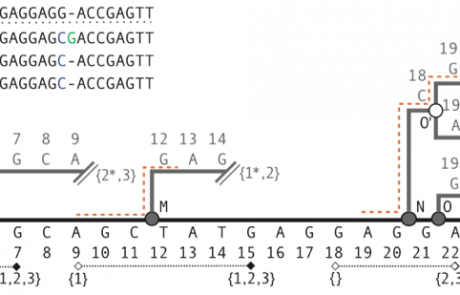 GAGGAGG-ACCGAGTT
GAGGAGCGACCGAGTT
GAGGAGC-ACCGAGTT
GAGGAGC-ACCGAGTT
19
G
18
C
O'
19
A
7 8 9
G C A
{2*,3}
12 13 14
G A G
{1*,2}
19
G
M
N O
G C A G C T A T G A G G A G G A
7 8 9 10 11 12 13 14 15 16 17 18 19 20 21 22
1,2,3} {1} {1,2,3} {} {2,3